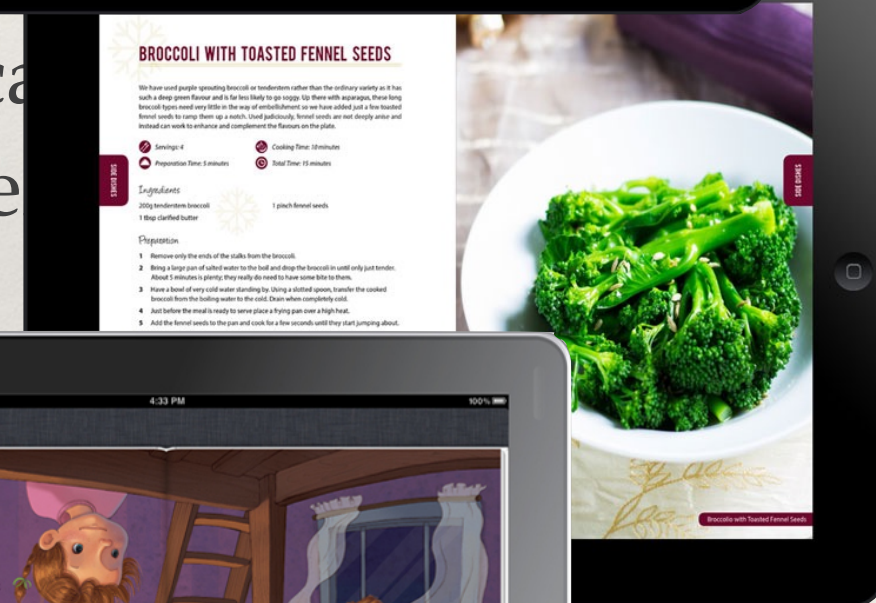 ca
e
BROCCOLI WITH TOASTED FENNEL SEEDS
We have used purple sprouting broccoli or tenderstem rather than the ordinary variety as it has
such a deep green flavour and is far less likely to go soggy. Up there with asparagus, these long
broccoli types need very little in the way of embellishment so we have added just a few toasted
fennel seeds to ramp them up a notch. Used judiciously, fennel seeds are not deeply anise and
instead can work to enhance and complement the flavours on the plate.
Servings: 4
Cooking Time: 10 minutes
Preparation Time: 5 minutes
Total Time: 15 minutes
SIDE DISHES
Ingredients
200g tenderstem broccoli
1 pinch fennel seeds
1 tbsp clarified butter
Preparation
1 Remove only the ends of the stalks from the broccoli.
2 Bring a large pan of salted water to the boil and drop the broccoli in until only just tender.
About 5 minutes is plenty; they really do need to have some bite to them.
3 Have a bowl of very cold water standing by. Using a slotted spoon, transfer the cooked
broccoli from the boiling water to the cold. Drain when completely cold.
4 Just before the meal is ready to serve place a frying pan over a high heat.
5 Add the fennel seeds to the pan and cook for a few seconds until they start jumping about.
SIDE DISHES
Broccolio with Toasted Fennel Seeds
4:33 PM
100%